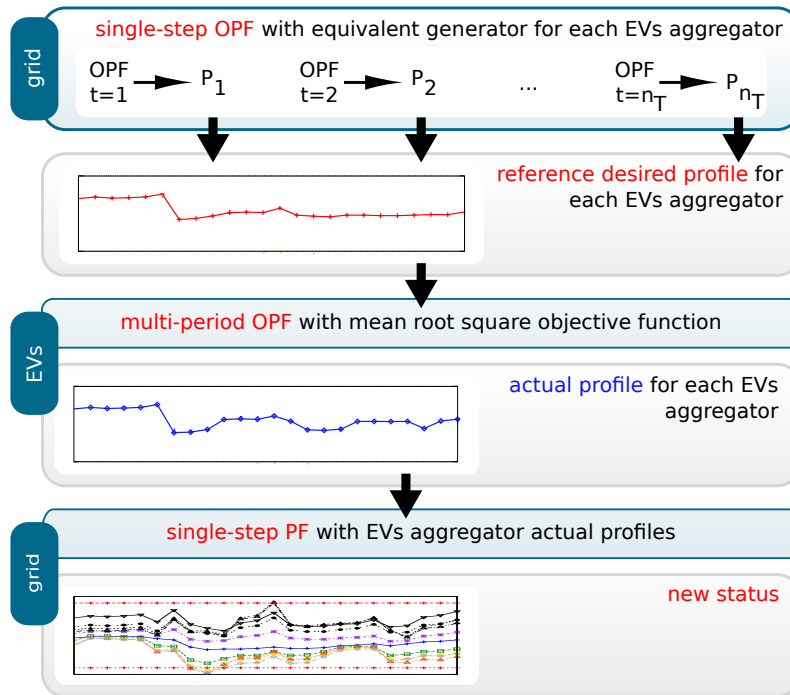 grid
single-step OPF with equivalent generator for each EVs aggregator
OPF
t=1
P1
OPF
t=2
P2
...
OPF
t=nT
PnT
reference desired profile for
each EVs aggregator
EVs
multi-period OPF with mean root square objective function
actual profile for each EVs
aggregator
grid
single-step PF with EVs aggregator actual profiles
new status